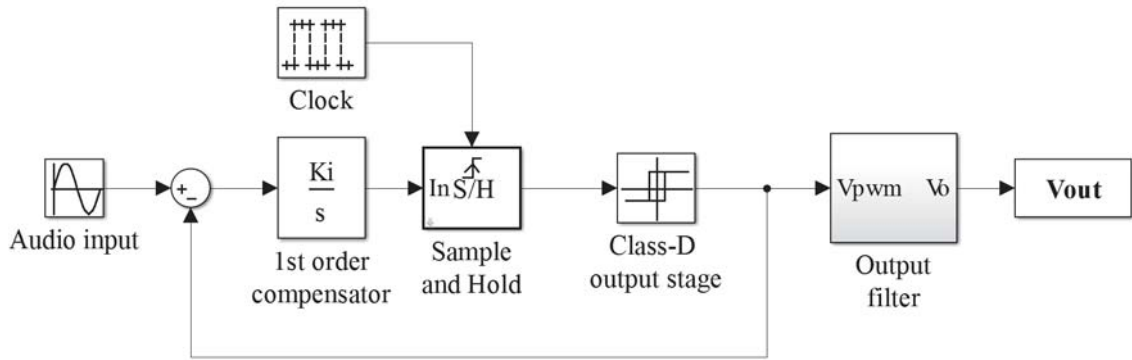 Clock
Ki
s
In S/H
Vpwm
Vo
Vout
Audio input
1st order
compensator
Sample
and Hold
Class-D
output stage
Output
filter